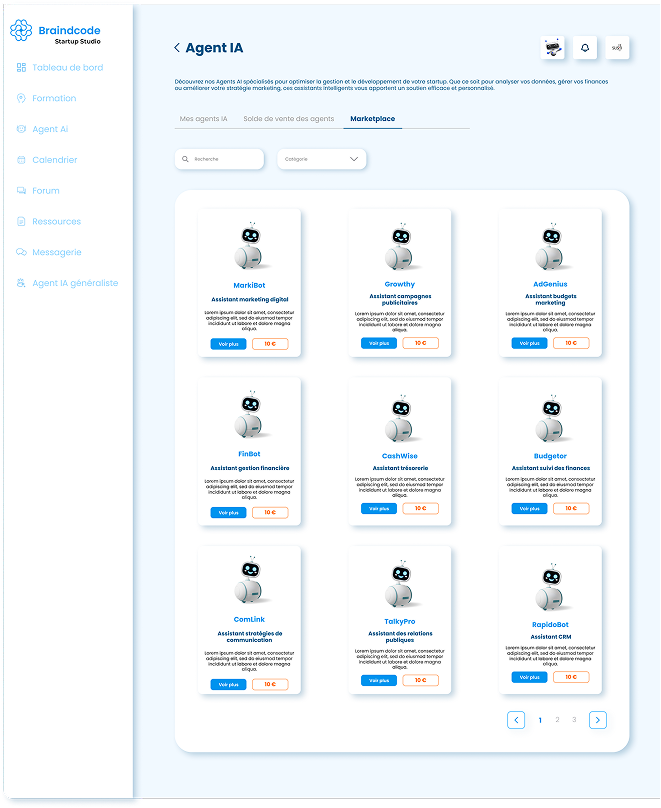 Braindcode
Startup Studio
Tableau de bord
Formation
Agent Ai
Calendrier
Forum
Ressources
Messagerie
Agent IA généraliste
Agent IA
Découvrez nos Agents AI spécialisés pour optimiser la gestion et le développement de votre startup. Que ce soit pour analyser vos données, gérer vos finances
ou améliorer votre stratégie marketing, ces assistants intelligents vous apportent un soutien efficace et personnalisé.
Mes agents IA Solde de vente des agents Marketplace
Recherche Catégorie
MarkiBot
Assistant marketing digital
Lorem ipsum dolor sit amet, consectetur
adipiscing elit, sed do eiusmod tempor
incididunt ut labore et dolore magna
aliqua.
Voir plus 10 €
Growthy
Assistant campagnes
publicitaires
Lorem ipsum dolor sit amet, consectetur
adipiscing elit, sed do eiusmod tempor
incididunt ut labore et dolore magna
aliqua.
Voir plus 10 €
AdGenius
Assistant budgets
marketing
Lorem ipsum dolor sit amet, consectetur
adipiscing elit, sed do eiusmod tempor
incididunt ut labore et dolore magna
aliqua.
Voir plus 10 €
FinBot
Assistant gestion financière
Lorem ipsum dolor sit amet, consectetur
adipiscing elit, sed do eiusmod tempor
incididunt ut labore et dolore magna
aliqua.
Voir plus 10 €
CashWise
Assistant trésorerie
Lorem ipsum dolor sit amet, consectetur
adipiscing elit, sed do eiusmod tempor
incididunt ut labore et dolore magna
aliqua.
Voir plus 10 €
Budgetor
Assistant suivi des finances
Lorem ipsum dolor sit amet, consectetur
adipiscing elit, sed do eiusmod tempor
incididunt ut labore et dolore magna
aliqua.
Voir plus 10 €
ComLink
Assistant stratégies de
communication
Lorem ipsum dolor sit amet, consectetur
adipiscing elit, sed do eiusmod tempor
incididunt ut labore et dolore magna
aliqua.
Voir plus 10 €
TalkyPro
Assistant des relations
publiques
Lorem ipsum dolor sit amet, consectetur
adipiscing elit, sed do eiusmod tempor
incididunt ut labore et dolore magna
aliqua.
Voir plus 10 €
RapidoBot
Assistant CRM
Lorem ipsum dolor sit amet, consectetur
adipiscing elit, sed do eiusmod tempor
incididunt ut labore et dolore magna
aliqua.
Voir plus 10 €
1 2 3